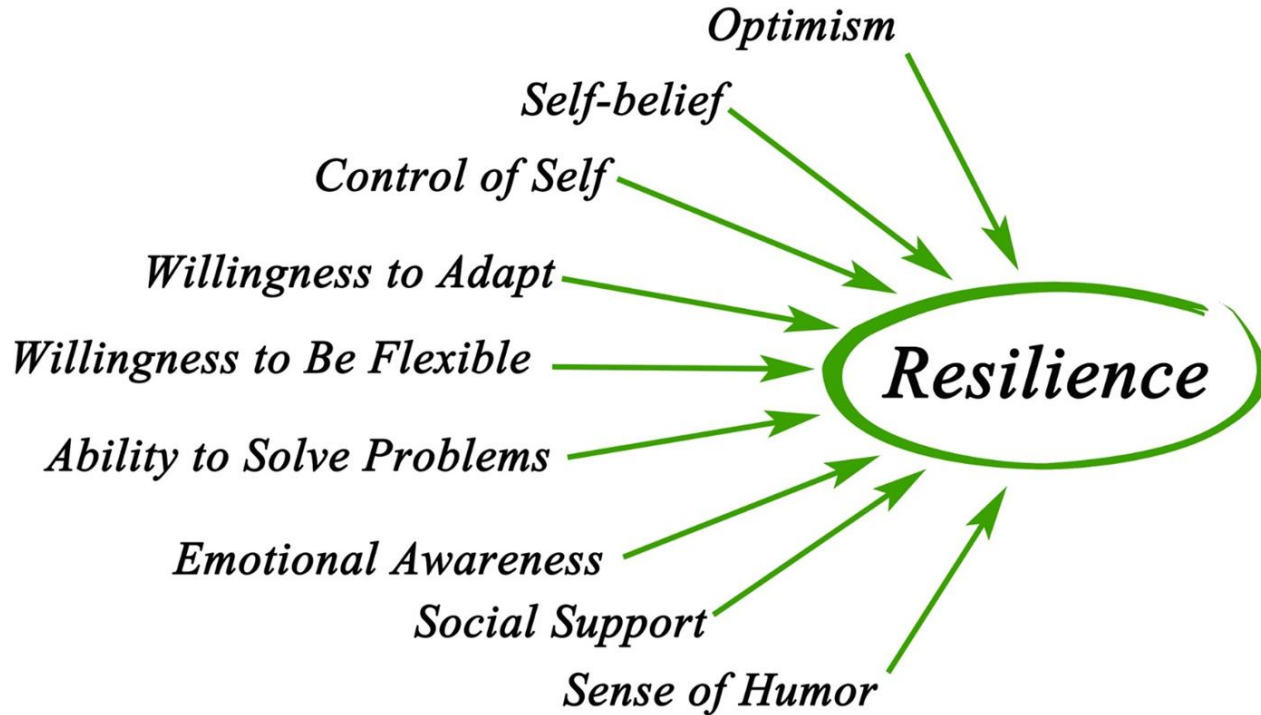 Optimism
Self-belief
Control of Self
Willingness to Adapt
Willingness to Be Flexible
Resilience
Ability to Solve Problems
Emotional Awareness
Social Support
Sense of Humor